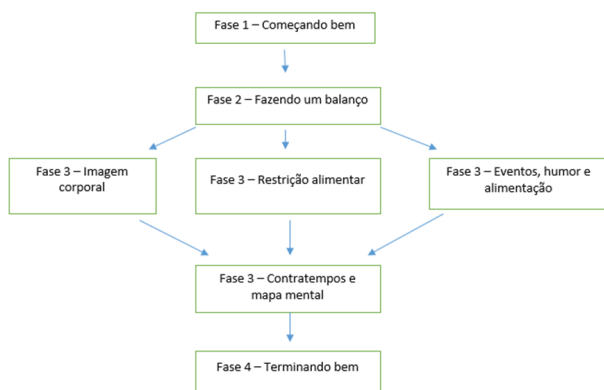 Fase 1 – Começando bem
Fase 2 – Fazendo um balanço
Fase 3 – Imagem
corporal
Fase 3 – Restrição alimentar
Fase 3 – Eventos, humor e
alimentação
Fase 3 – Contratempos e
mapa mental
Fase 4 – Terminando bem